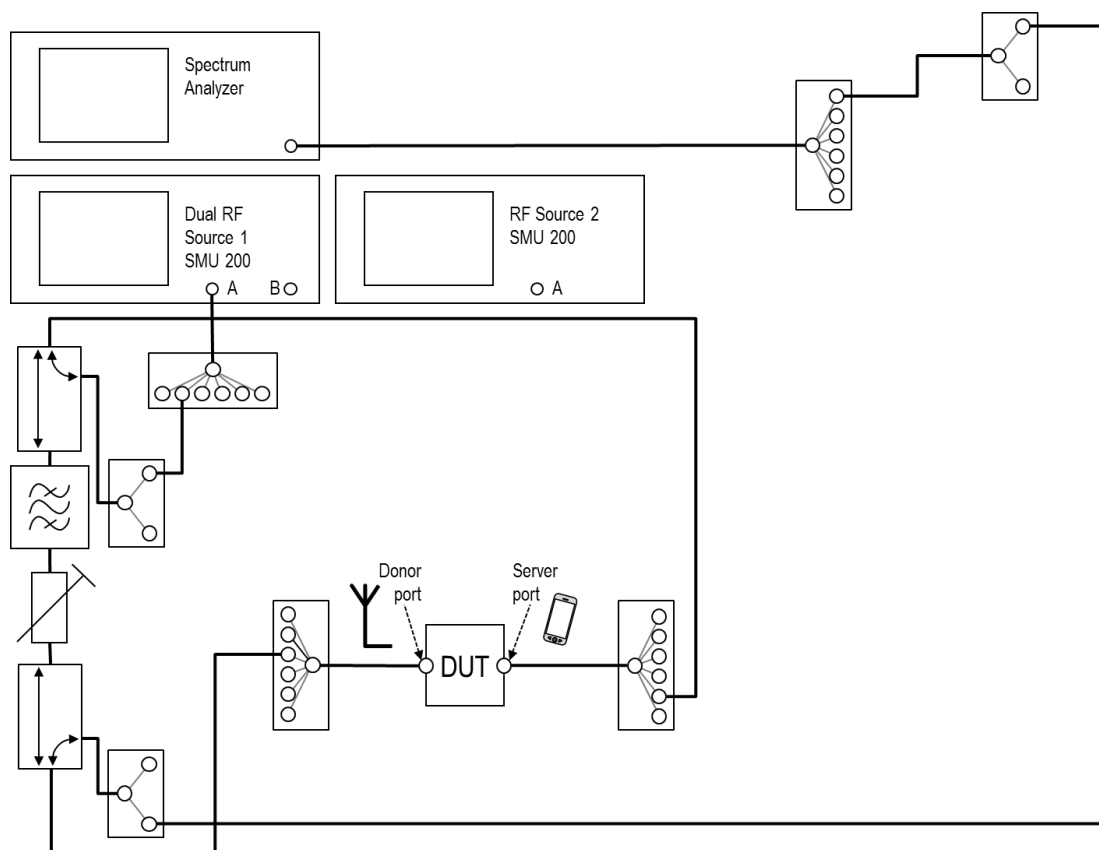 Spectrum
Analyzer
Dual RF
Source 1
SMU 200
A
B
RF Source 2
SMU 200
A
Donor
port
Server
port
DUT